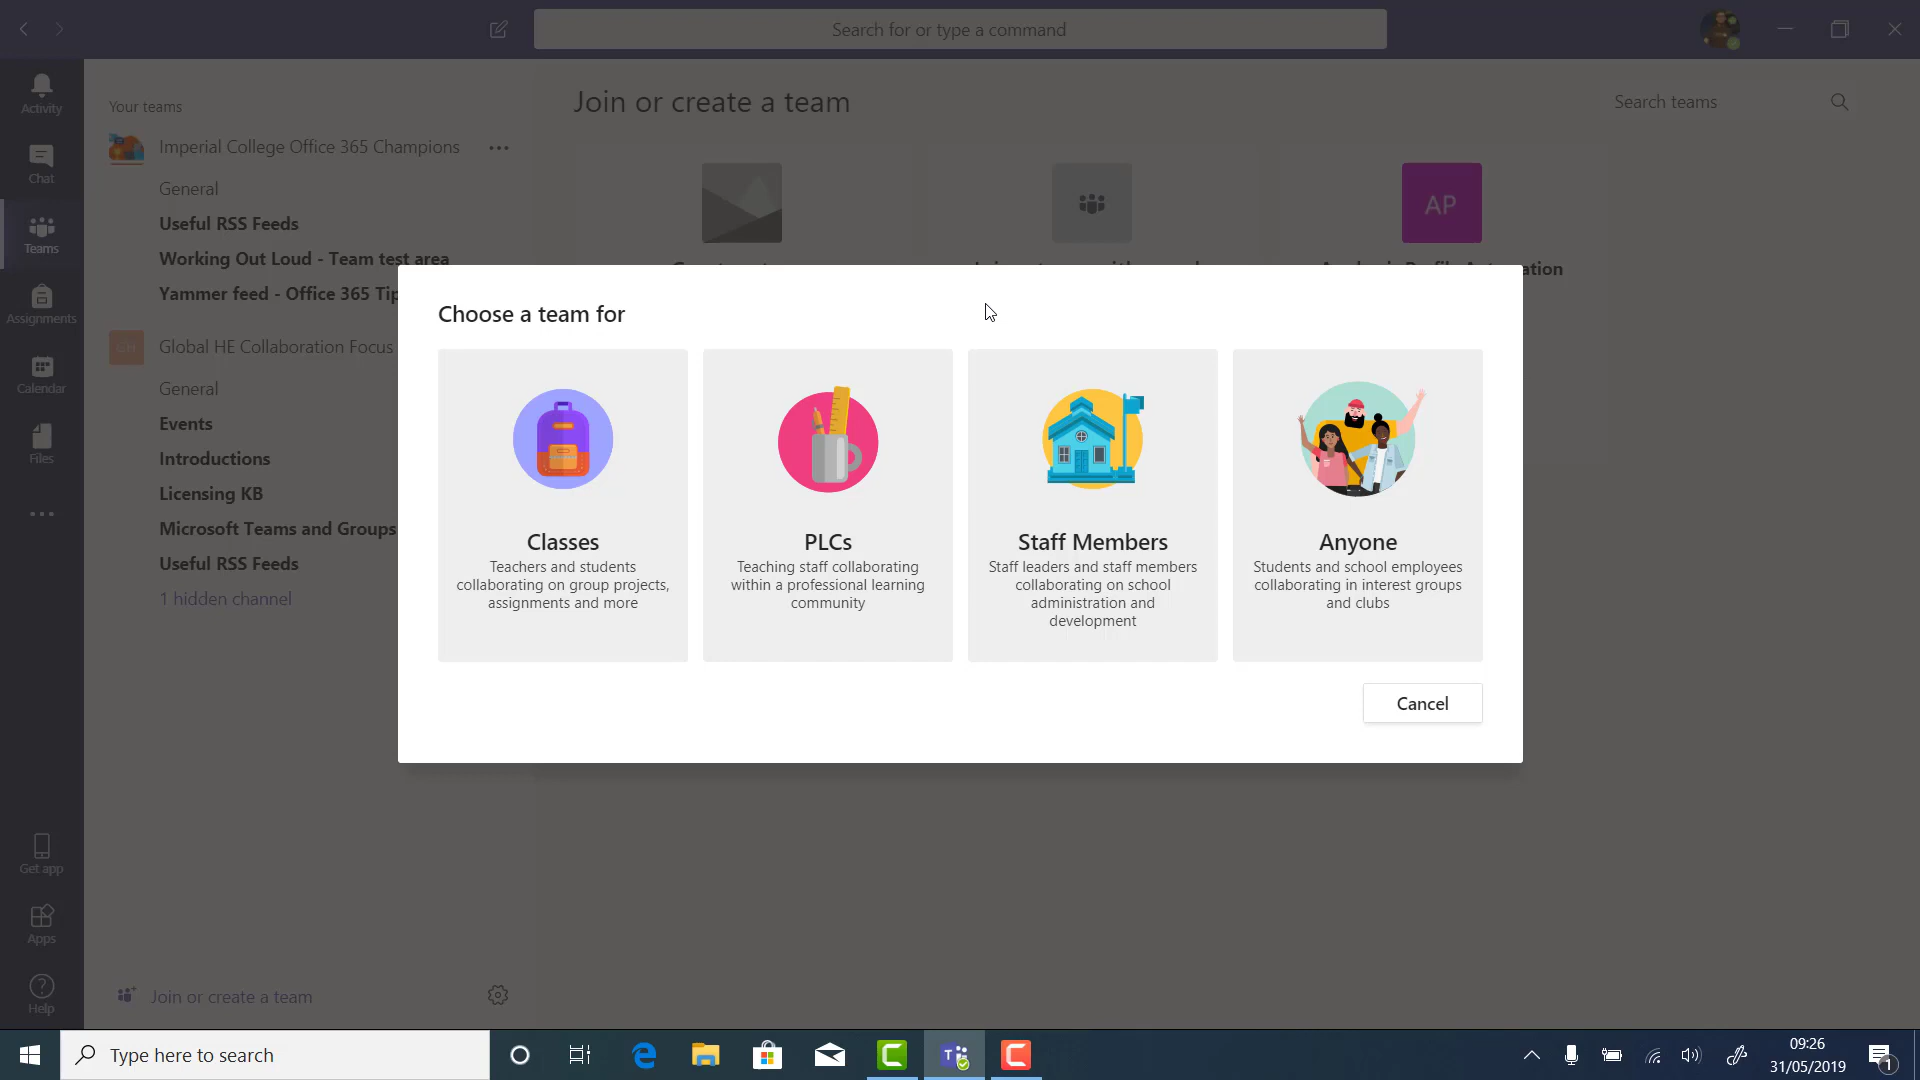 Search for or type a command
Activity
Chat
Teams
Assignments
Calendar
Files
Get app
Apps
Help
Your teams
Imperial College Office 365 Champions
General
Useful RSS Feeds
Working Out Loud - Team test area
Yammer feed - Office 365 Tip
GH
Global HE Collaboration Focus
General
Events
Introductions
Licensing KB
Microsoft Teams and Groups
Useful RSS Feeds
1 hidden channel
Join or create a team
Join or create a team
Search teams
AP
Choose a team for
Classes
Teachers and students
collaborating on group projects,
assignments and more
PLCs
Teaching staff collaborating
within a professional learning
community
Staff Members
Staff leaders and staff members
collaborating on school
administration and
development
Anyone
Students and school employees
collaborating in interest groups
and clubs
Cancel
Type here to search
09:26
31/05/2019
1